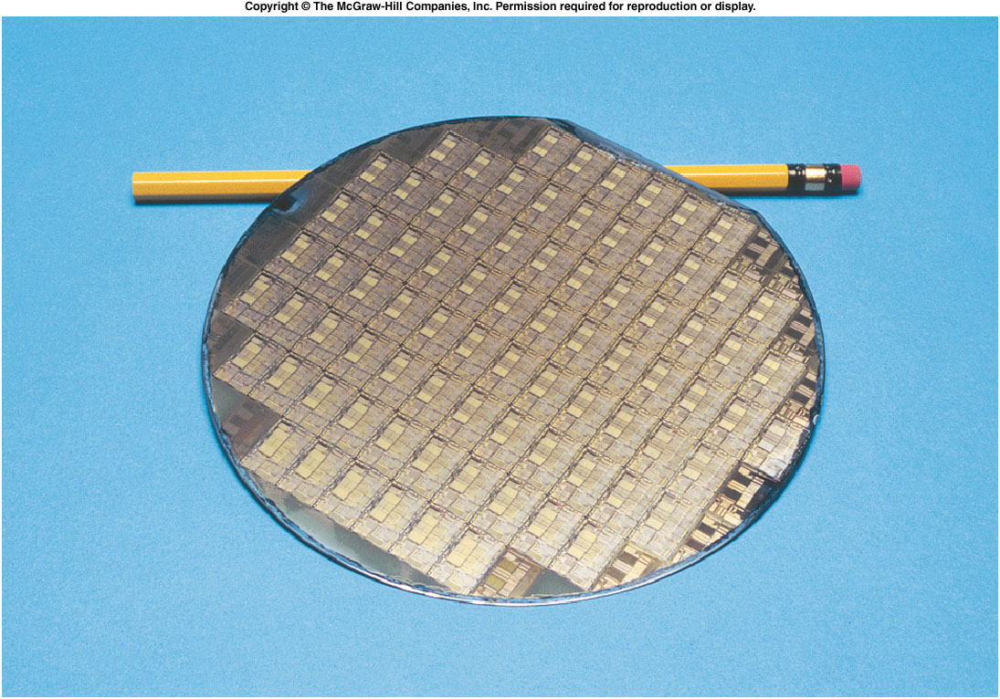 Copyright © The McGraw-Hill Companies, Inc. Permission required for reproduction or display.